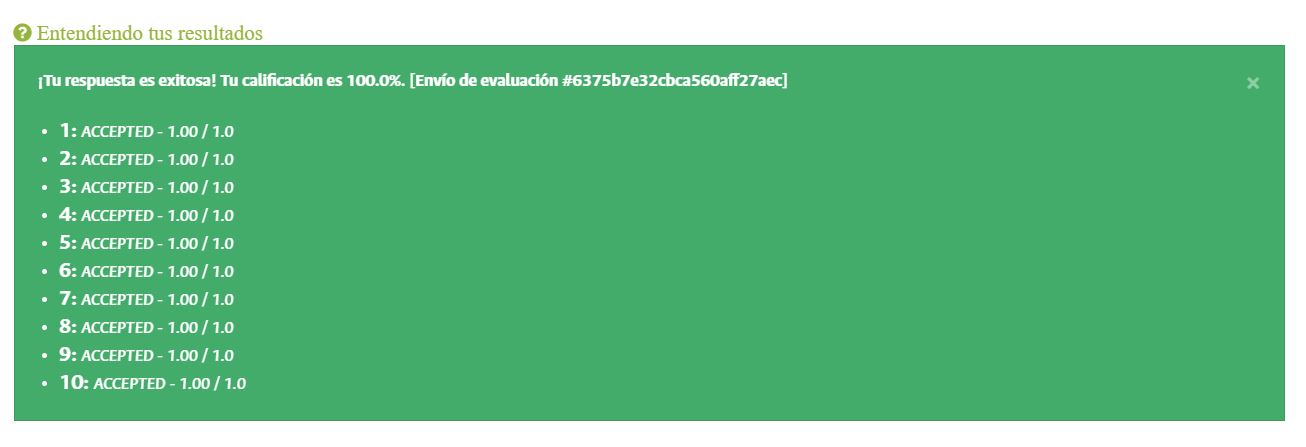 Entendiendo tus resultados
¡Tu respuesta es exitosa! Tu calificación es 100.0%. [Envío de evaluación #6375b7e32cbca560aff27aec]
×
• 1: ACCEPTED - 1.00 / 1.0
• 2: ACCEPTED - 1.00 / 1.0
• 3: ACCEPTED - 1.00 / 1.0
• 4: ACCEPTED - 1.00 / 1.0
• 5: ACCEPTED - 1.00 / 1.0
• 6: ACCEPTED - 1.00 / 1.0
• 7: ACCEPTED - 1.00 / 1.0
• 8: ACCEPTED - 1.00 / 1.0
• 9: ACCEPTED - 1.00 / 1.0
• 10: ACCEPTED - 1.00 / 1.0